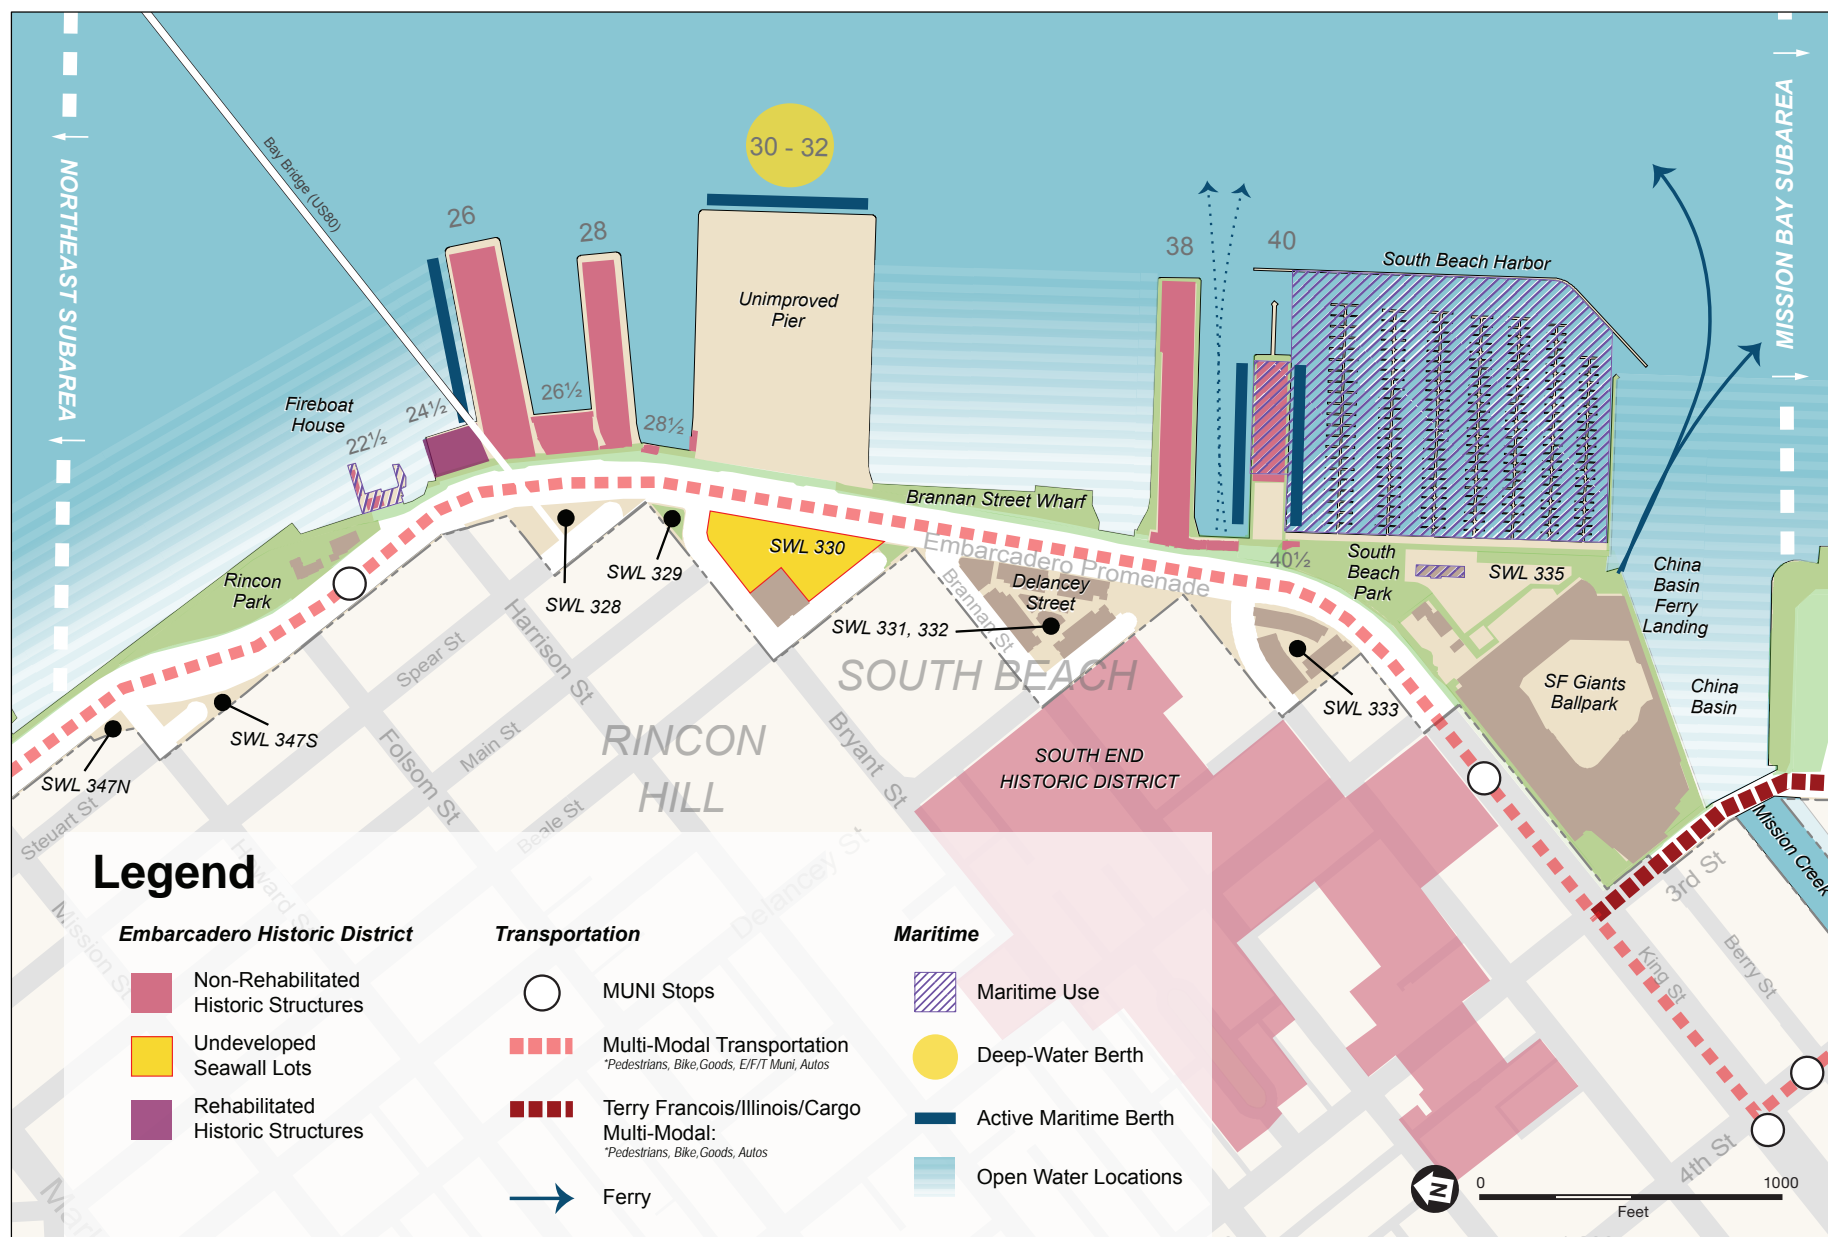 NORTHEAST SUBAREA
MISSION BAY SUBAREA
Bay Bridge (US80)
30 - 32
26
28
38
40
South Beach Harbor
Unimproved
Pier
Fireboat
House
24½
26½
28½
22½
Brannan Street Wharf
Embarcadero Promenade
40½
Rincon
Park
SWL 328
SWL 329
SWL 330
SWL 331, 332
Delancey
Street
Brannan St
South
Beach
Park
SWL 335
China
Basin
Ferry
Landing
China
Basin
SF Giants
Ballpark
SWL 333
SWL 347S
SWL 347N
Spear St
Harrison St
Main St
Folsom St
Beale St
Bryant St
Steuart St
Howard St
Mission St
Delancey St
SOUTH BEACH
RINCON
HILL
SOUTH END
HISTORIC DISTRICT
Mission Creek
3rd St
King St
Berry St
4th St
Legend
Embarcadero Historic District
Non-Rehabilitated
Historic Structures
Undeveloped
Seawall Lots
Rehabilitated
Historic Structures
Transportation
MUNI Stops
Multi-Modal Transportation
*Pedestrians, Bike,Goods, E/F/T Muni, Autos
Terry Francois/Illinois/Cargo
Multi-Modal:
*Pedestrians, Bike,Goods, Autos
Ferry
Maritime
Maritime Use
Deep-Water Berth
Active Maritime Berth
Open Water Locations
N
0
1000
Feet